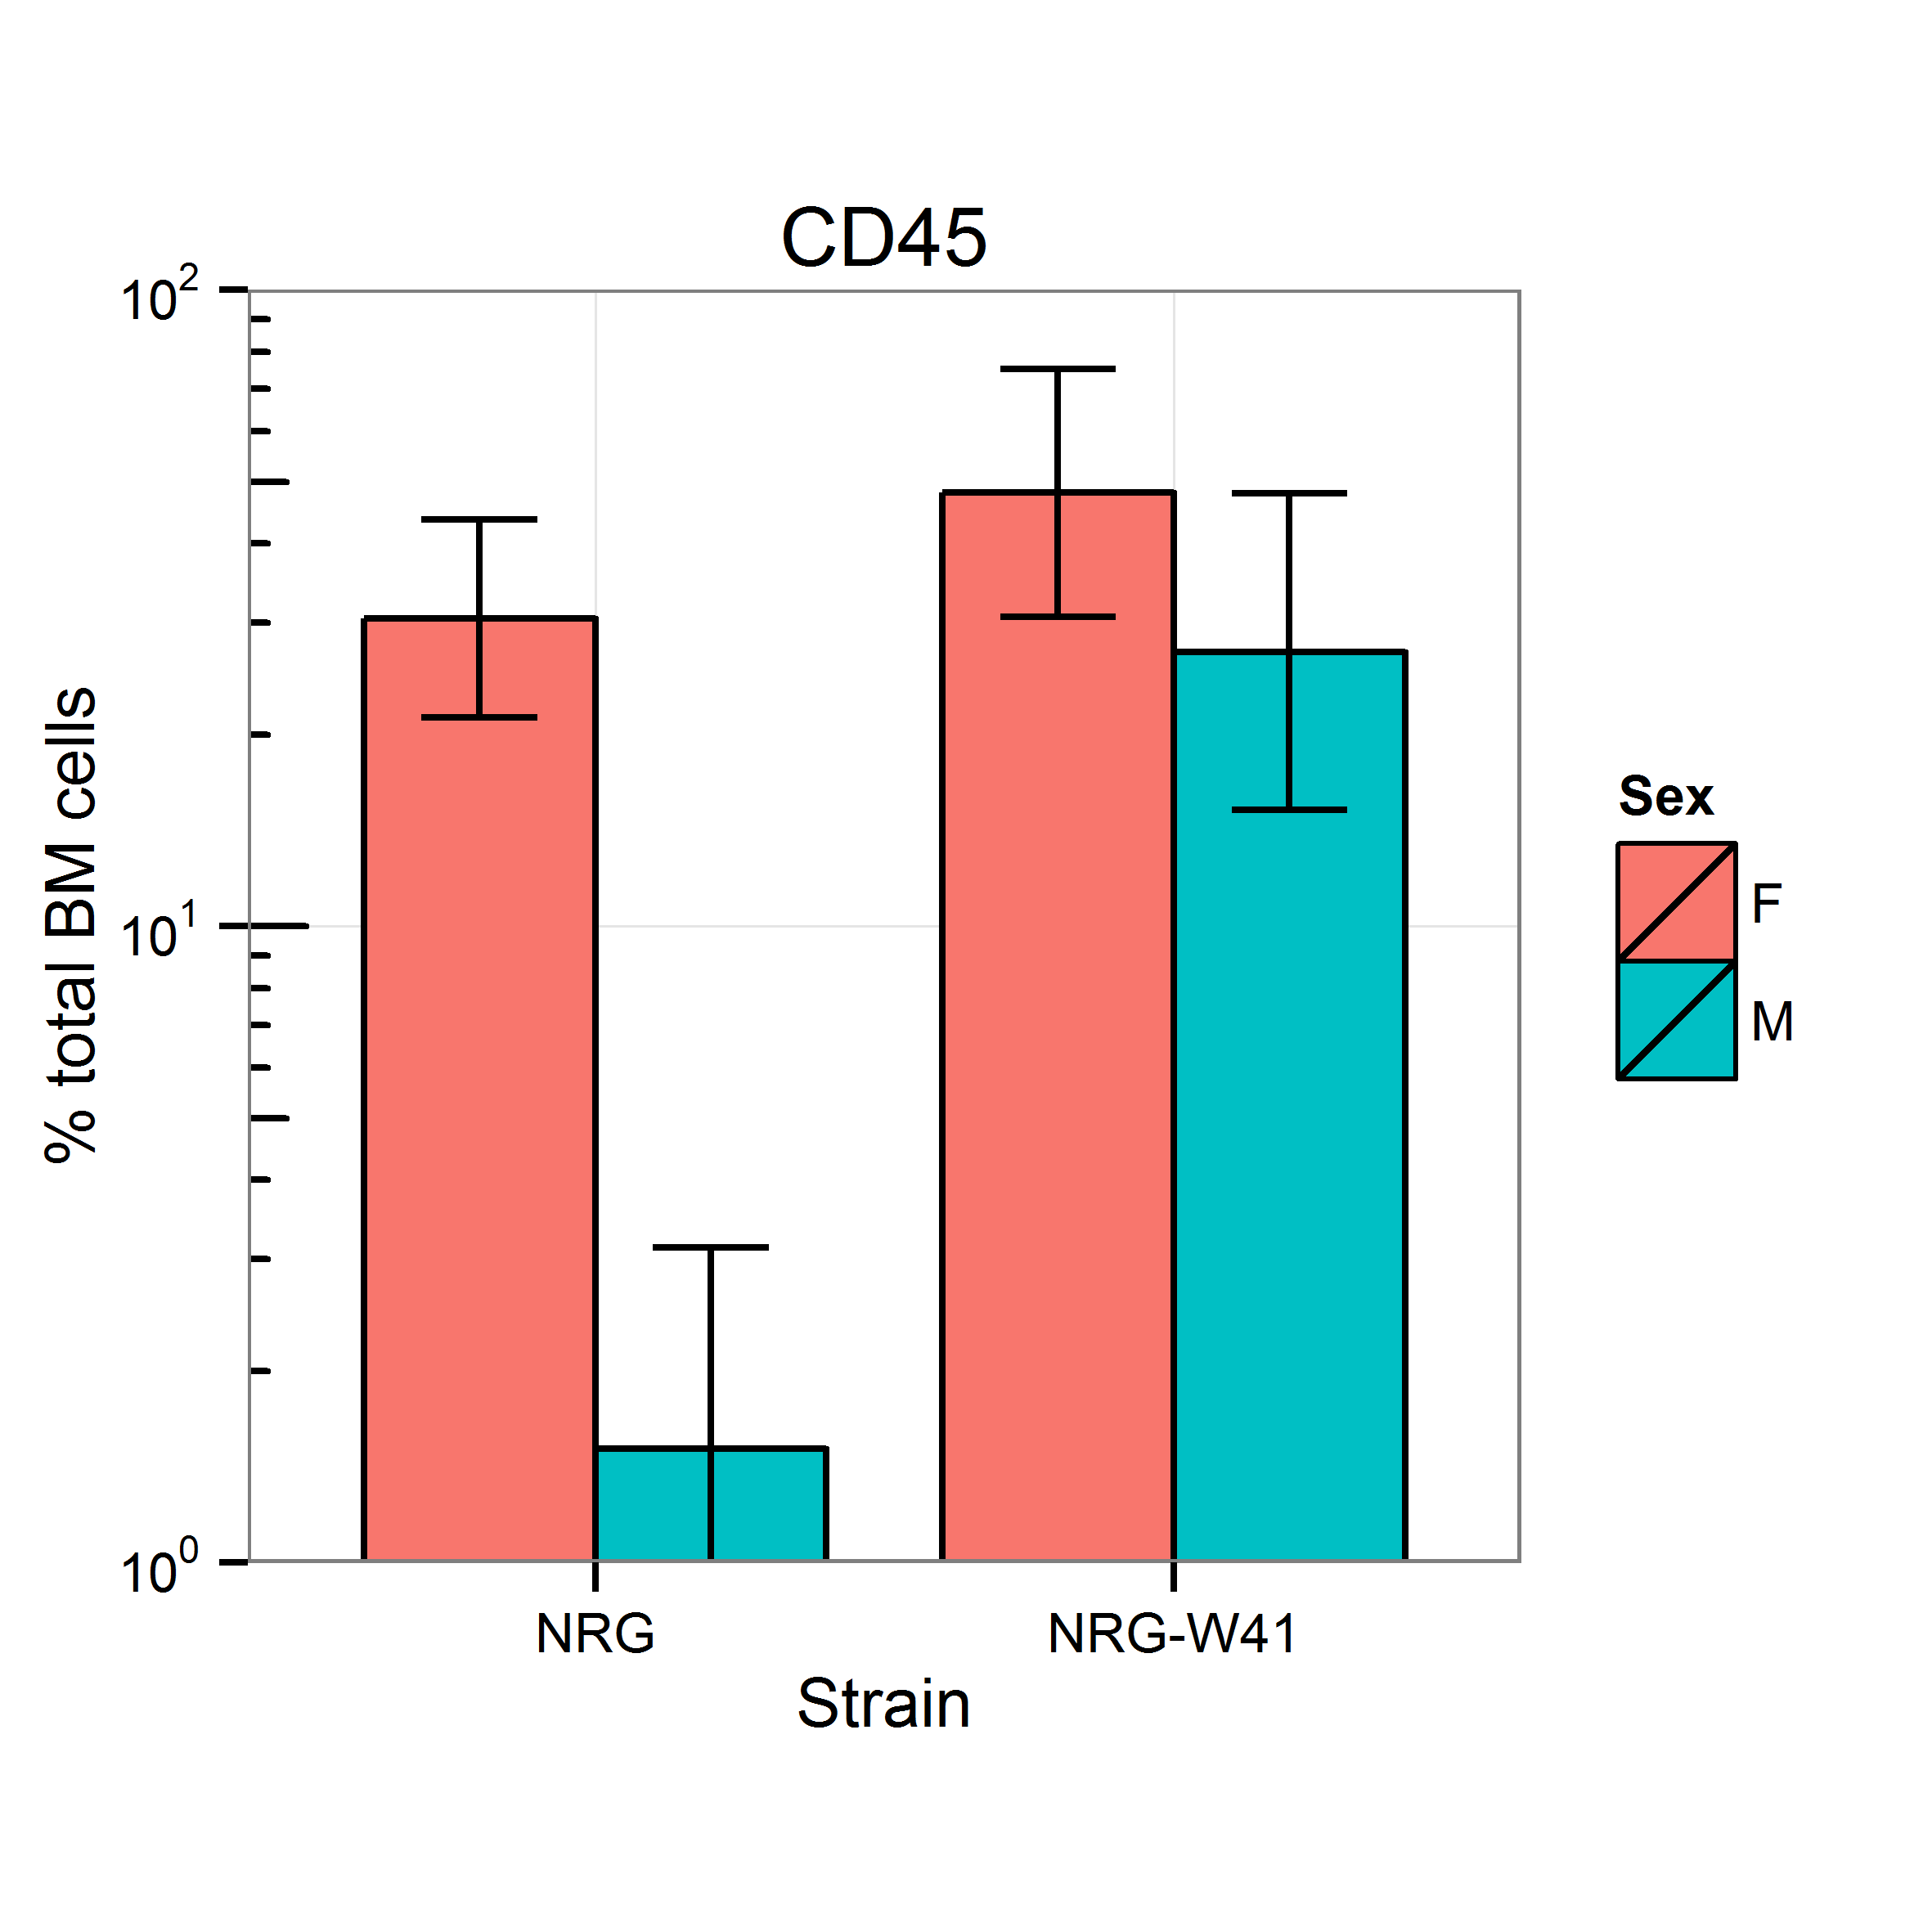 CD45
10²
10¹
10⁰
% total BM cells
NRG
NRG-W41
Strain
Sex
F
M